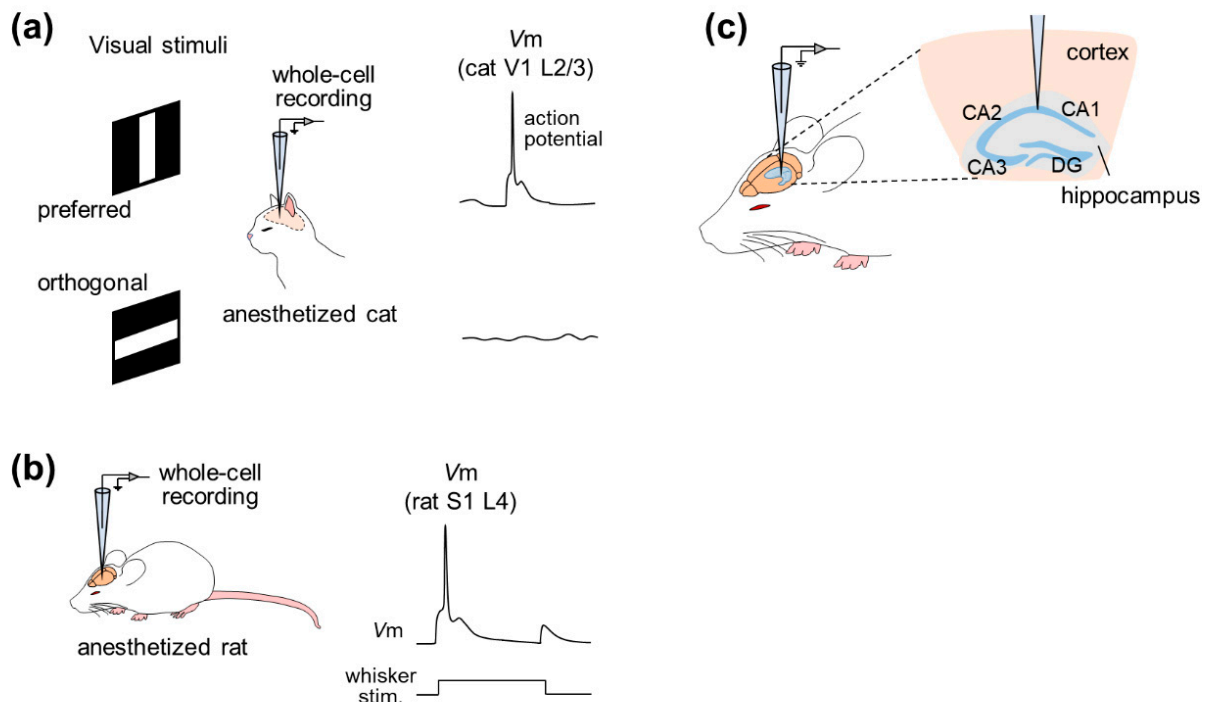 (a)
Visual stimuli
preferred
orthogonal
whole-cell
recording
anesthetized cat
Vm
(cat V1 L2/3)
action
potential
(b)
whole-cell
recording
anesthetized rat
Vm
(rat S1 L4)
Vm
whisker
stim.
(c)
cortex
CA2
CA1
CA3
DG
hippocampus